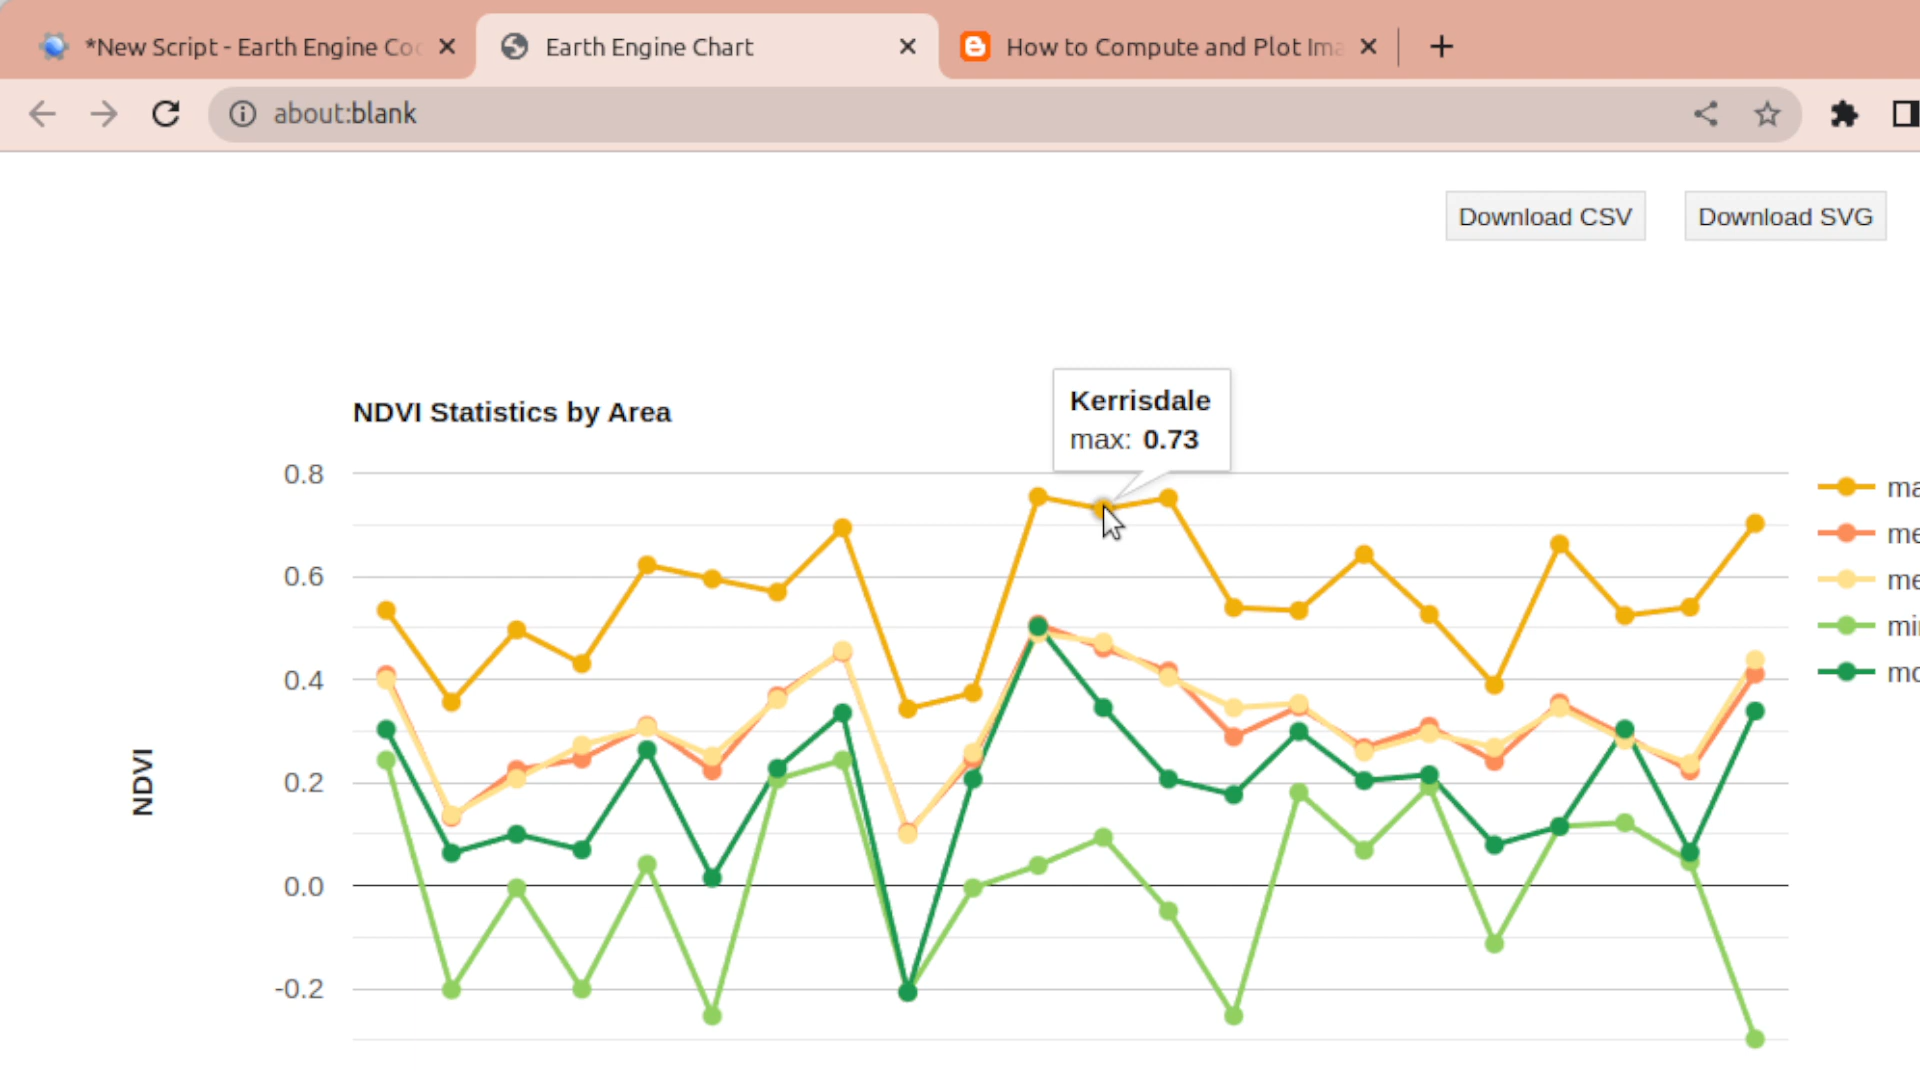 *New Script - Earth Engine Co
Earth Engine Chart
How to Compute and Plot Ima
about:blank
Download CSV
Download SVG
Kerrisdale
max: 0.73
NDVI Statistics by Area
0.8
0.6
0.4
0.2
0.0
-0.2
NDVI
ma
me
me
mi
mo